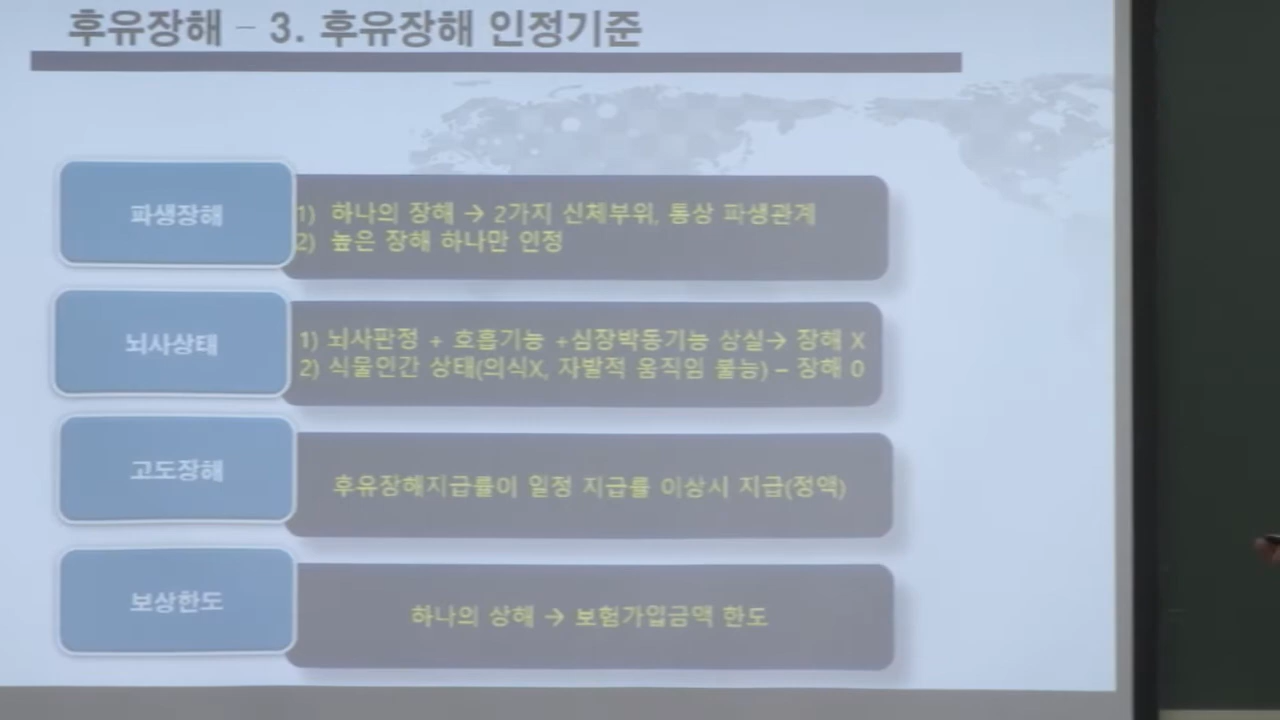 후유장해 - 3. 후유장해 인정기준
파생장해
1) 하나의 장해 → 2가지 신체부위, 통상 파생관계
2) 높은 장해 하나만 인정
뇌사상태
1) 뇌사판정 + 호흡기능 +심장박동기능 상실→ 장해 X
2) 식물인간 상태(의식X, 자발적 움직임 불능) – 장해 0
고도장해
후유장해지급률이 일정 지급률 이상시 지급(정액)
보상한도
하나의 상해 → 보험가입금액 한도